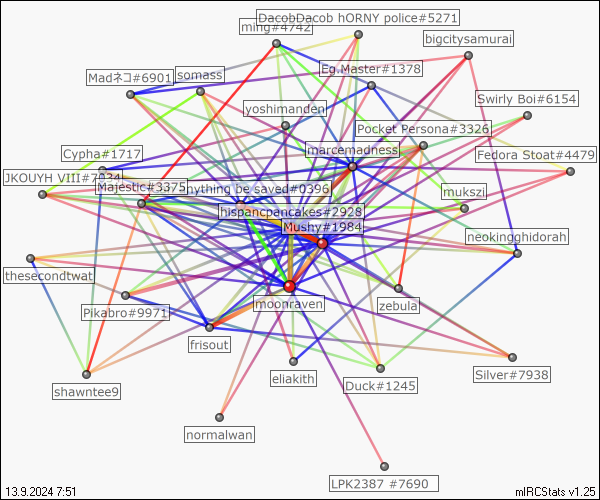 DacobDacob hORNY police#5271
ming#4742
bigcitysamurai
Eg.Master#1378
Madネコ#6901
somass
Swirly Boi#6154
yoshimanden
Pocket Persona#3326
marcemadness
Cypha#1717
Fedora Stoat#4479
JKOUYH VIII#7034
Majestic#3375
nything be saved#0396
mukszi
hispancpancakes#2928
Mushy#1984
neokingghidorah
thesecondtwat
moonraven
zebula
Pikabro#9971
frisout
Silver#7938
eliakith
Duck#1245
shawntee9
normalwan
LPK2387 #7690
13.9.2024 7:51
mIRCStats v1.25